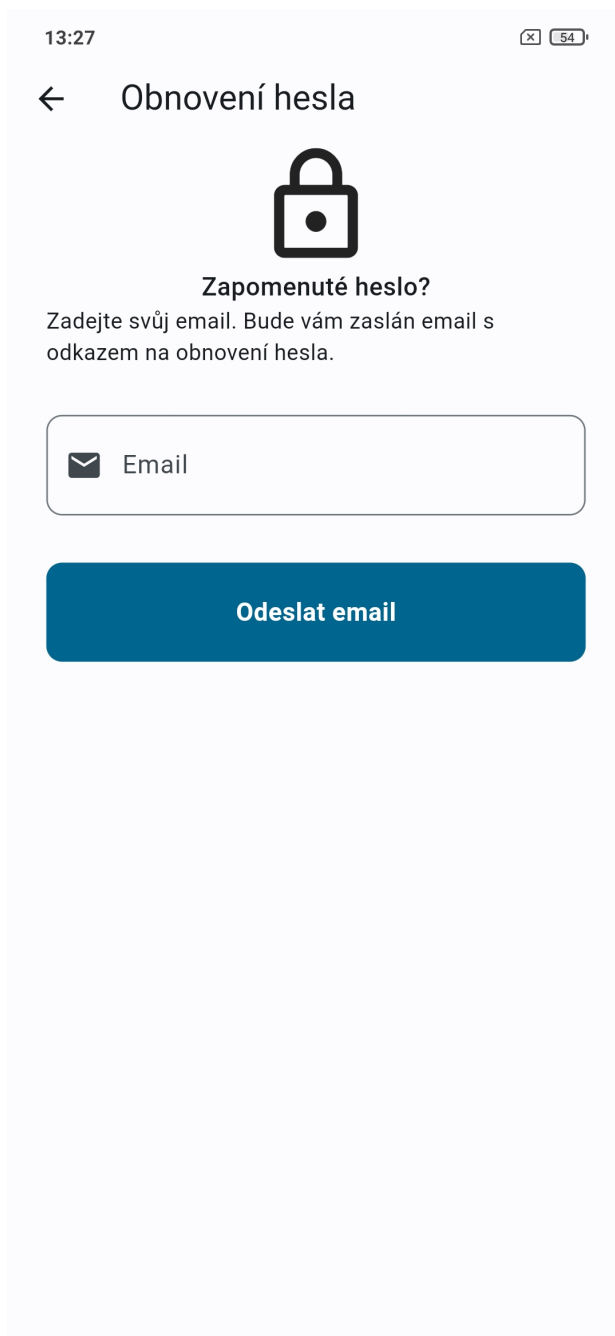 13:27
54
Obnovení hesla
Zapomenuté heslo?
Zadejte svůj email. Bude vám zaslán email s
odkazem na obnovení hesla.
Email
Odeslat email